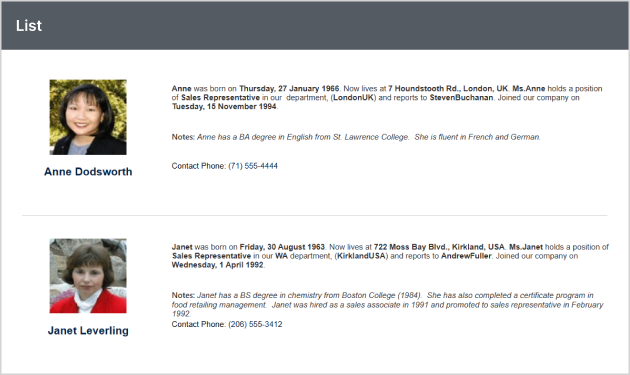 List
Anne was born on Thursday, 27 January 1966. Now lives at 7 Houndstooth Rd., London, UK. Ms.Anne holds a position
of Sales Representative in our  department, (LondonUK) and reports to StevenBuchanan. Joined our company on
Tuesday, 15 November 1994.
Notes: Anne has a BA degree in English from St. Lawrence College.  She is fluent in French and German.
Contact Phone: (71) 555-4444
Anne Dodsworth
Janet was born on Friday, 30 August 1963. Now lives at 722 Moss Bay Blvd., Kirkland, USA. Ms.Janet holds a position of
Sales Representative in our WA department, (KirklandUSA) and reports to AndrewFuller. Joined our company on
Wednesday, 1 April 1992.
Notes: Janet has a BS degree in chemistry from Boston College (1984).  She has also completed a certificate program in
food retailing management.  Janet was hired as a sales associate in 1991 and promoted to sales representative in February
1992.
Contact Phone: (206) 555-3412
Janet Leverling